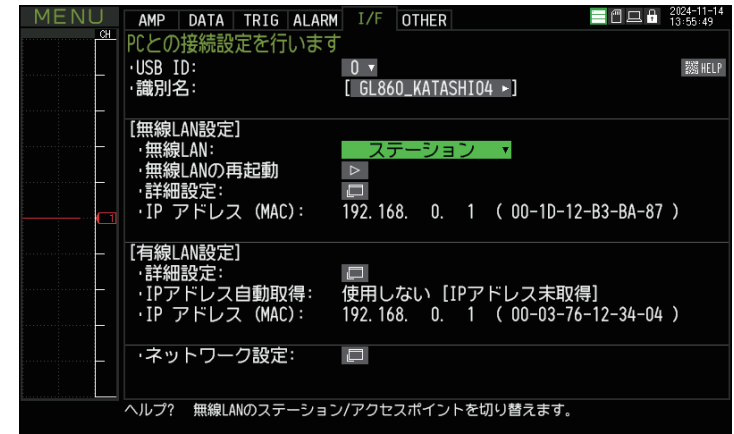 MENU AMP DATA TRIG ALARM I/F OTHER 2024-11-14
13:55:49
CH
PCとの接続設定を行います
・USB ID: 0 ▾
HELP
・識別名: [ GL860_KATASHI04 ▸]
[無線LAN設定]
・無線LAN: ステーション ▾
・無線LANの再起動 ▷
・詳細設定:
・IP アドレス (MAC): 192.168. 0. 1 ( 00-1D-12-B3-BA-87 )
1
[有線LAN設定]
・詳細設定:
・IPアドレス自動取得: 使用しない [IPアドレス未取得]
・IP アドレス (MAC): 192.168. 0. 1 ( 00-03-76-12-34-04 )
・ネットワーク設定:
ヘルプ? 無線LANのステーション/アクセスポイントを切り替えます。